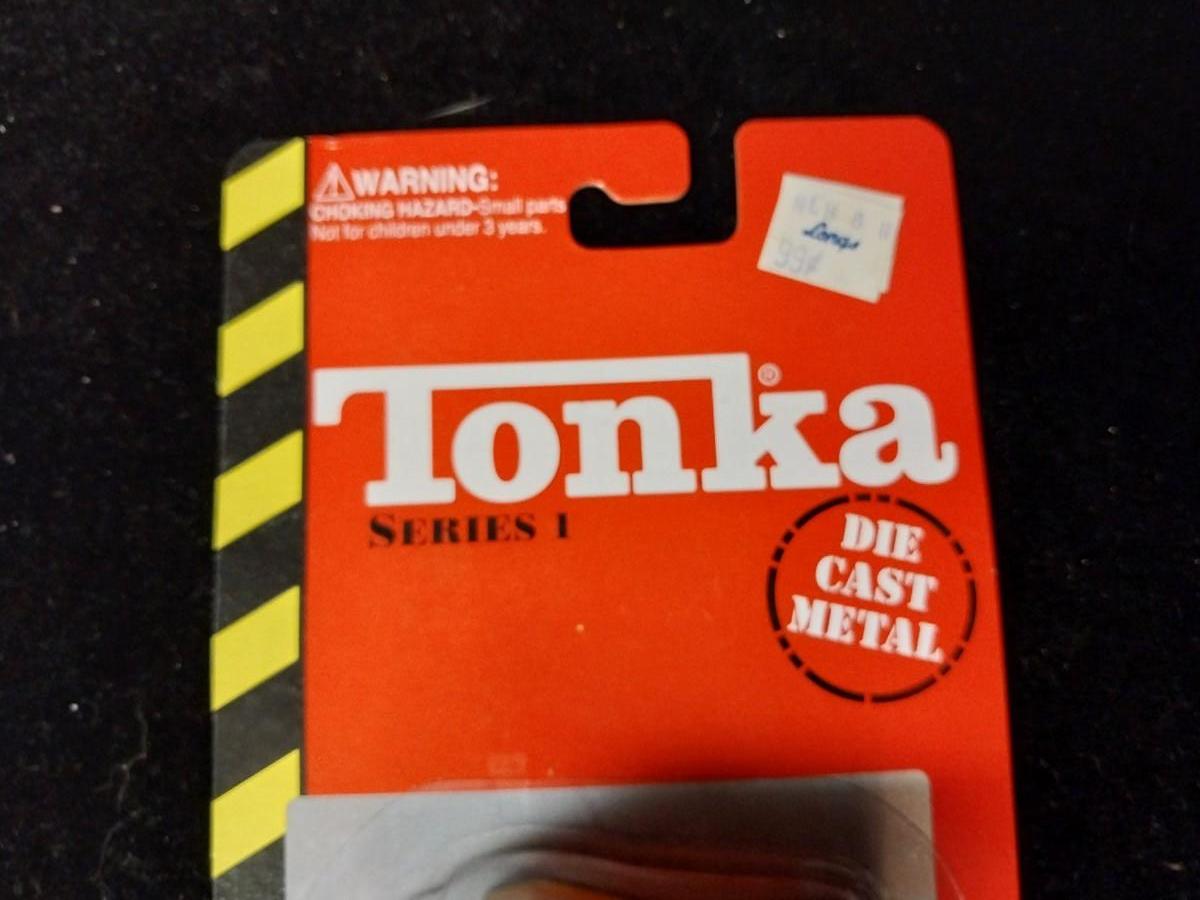 WARNING:
CHOKING HAZARD-Small parts
Not for children under 3 years.
Longs
99¢
Tonka®
SERIES 1
DIE
CAST
METAL